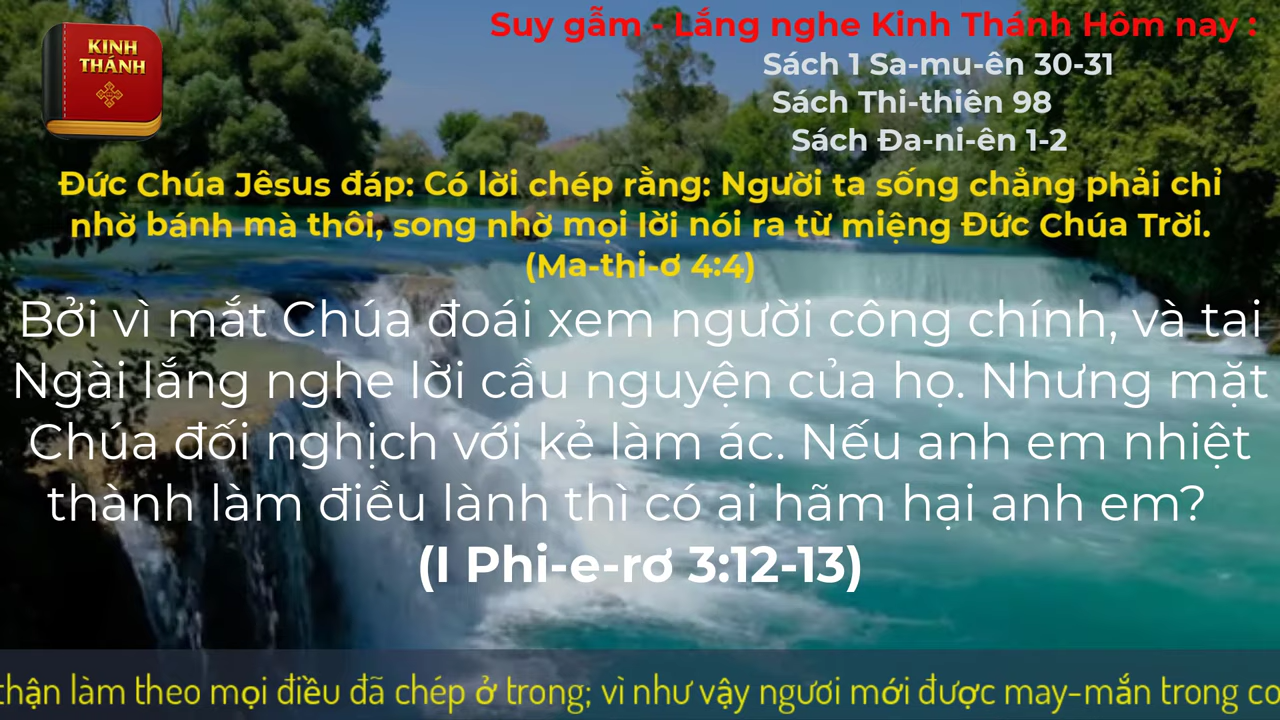 KINH
THÁNH
Suy gẫm - Lắng nghe Kinh Thánh Hôm nay :
Sách 1 Sa-mu-ên 30-31
Sách Thi-thiên 98
Sách Đa-ni-ên 1-2
Đức Chúa Jêsus đáp: Có lời chép rằng: Người ta sống chẳng phải chỉ
nhờ bánh mà thôi, song nhờ mọi lời nói ra từ miệng Đức Chúa Trời.
(Ma-thi-ơ 4:4)
Bởi vì mắt Chúa đoái xem người công chính, và tai
Ngài lắng nghe lời cầu nguyện của họ. Nhưng mặt
Chúa đối nghịch với kẻ làm ác. Nếu anh em nhiệt
thành làm điều lành thì có ai hãm hại anh em?
(I Phi-e-rơ 3:12-13)
thận làm theo mọi điều đã chép ở trong; vì như vậy ngươi mới được may-mắn trong co